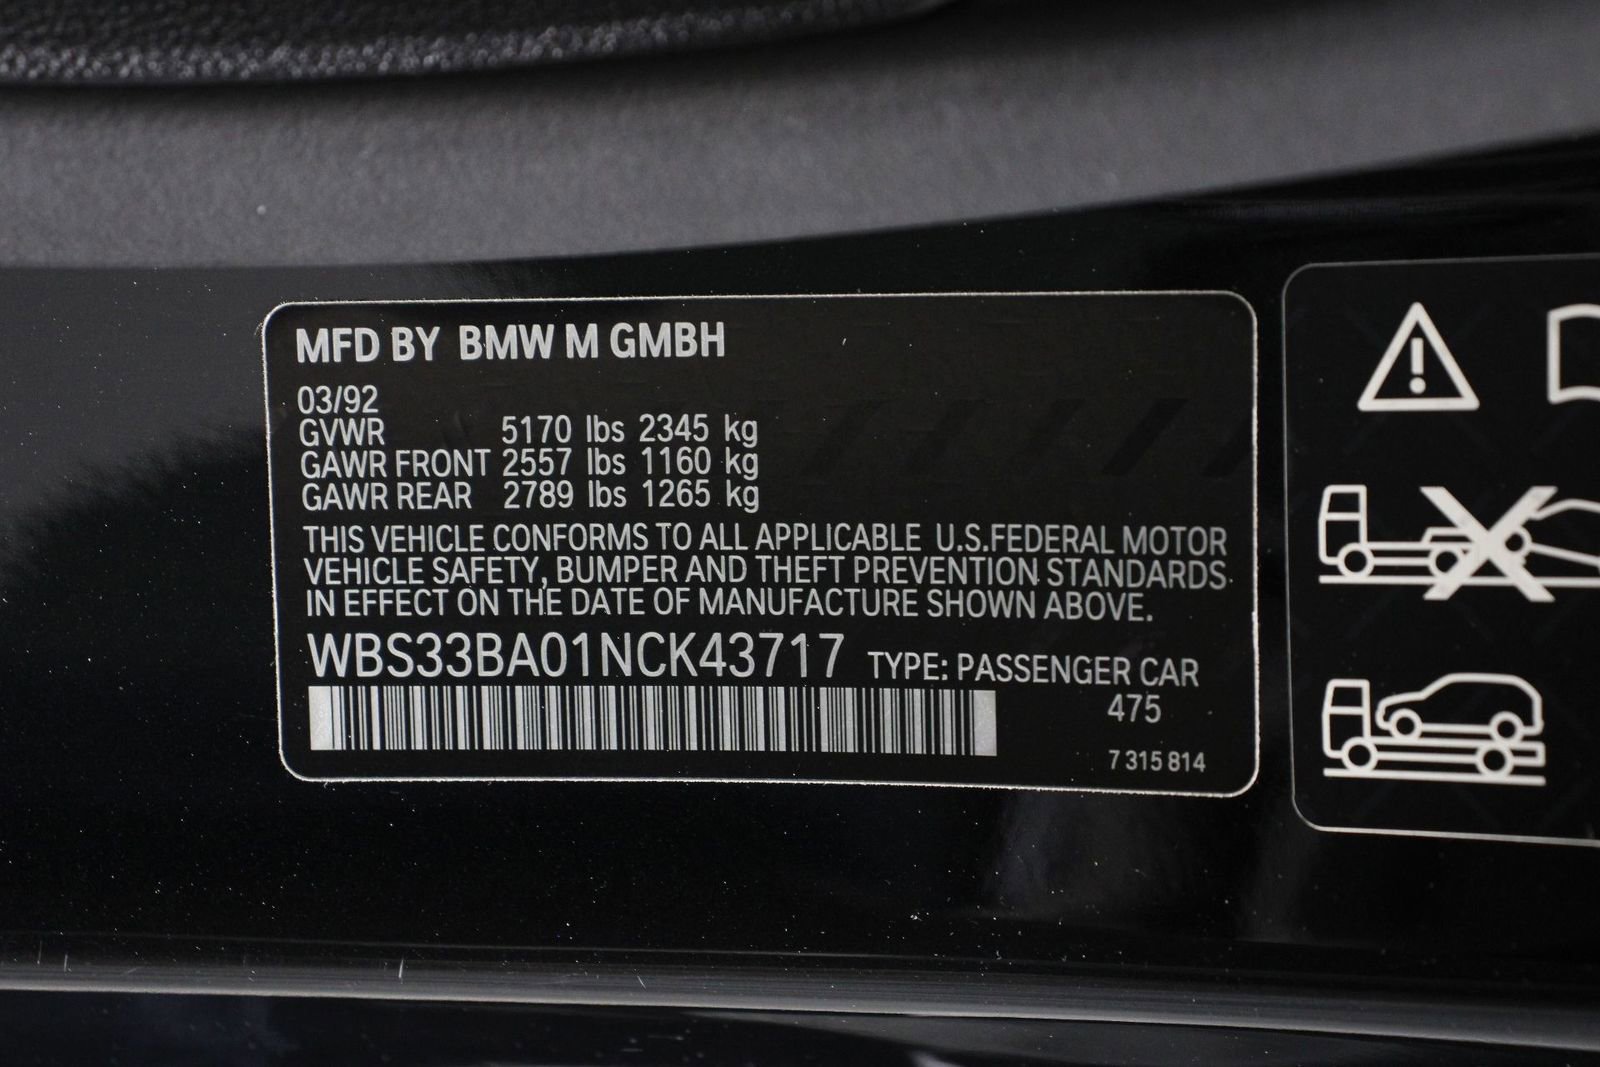 MFD BY BMW M GMBH
03/92
GVWR 5170 lbs 2345 kg
GAWR FRONT 2557 lbs 1160 kg
GAWR REAR 2789 lbs 1265 kg
THIS VEHICLE CONFORMS TO ALL APPLICABLE U.S.FEDERAL MOTOR
VEHICLE SAFETY, BUMPER AND THEFT PREVENTION STANDARDS
IN EFFECT ON THE DATE OF MANUFACTURE SHOWN ABOVE.
WBS33BA01NCK43717 TYPE: PASSENGER CAR
475
7 315 814